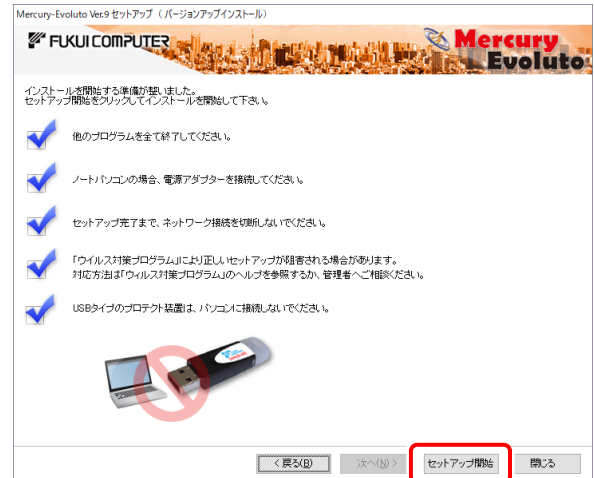 Mercury-Evoluto Ver.9 セットアップ（バージョンアップインストール）
FUKUI COMPUTER
Mercury
Evoluto
インストールを開始する準備が整いました。
セットアップ開始をクリックしてインストールを開始して下さい。
他のプログラムを全て終了してください。
ノートパソコンの場合、電源アダプターを接続してください。
セットアップ完了まで、ネットワーク接続を切断しないでください。
「ウイルス対策プログラム」により正しいセットアップが阻害される場合があります。
対応方法は「ウィルス対策プログラム」のヘルプを参照するか、管理者へご相談ください。
USBタイプのプロテクト装置は、パソコンに接続しないでください。
< 戻る(B)
次へ(N) >
セットアップ開始
閉じる